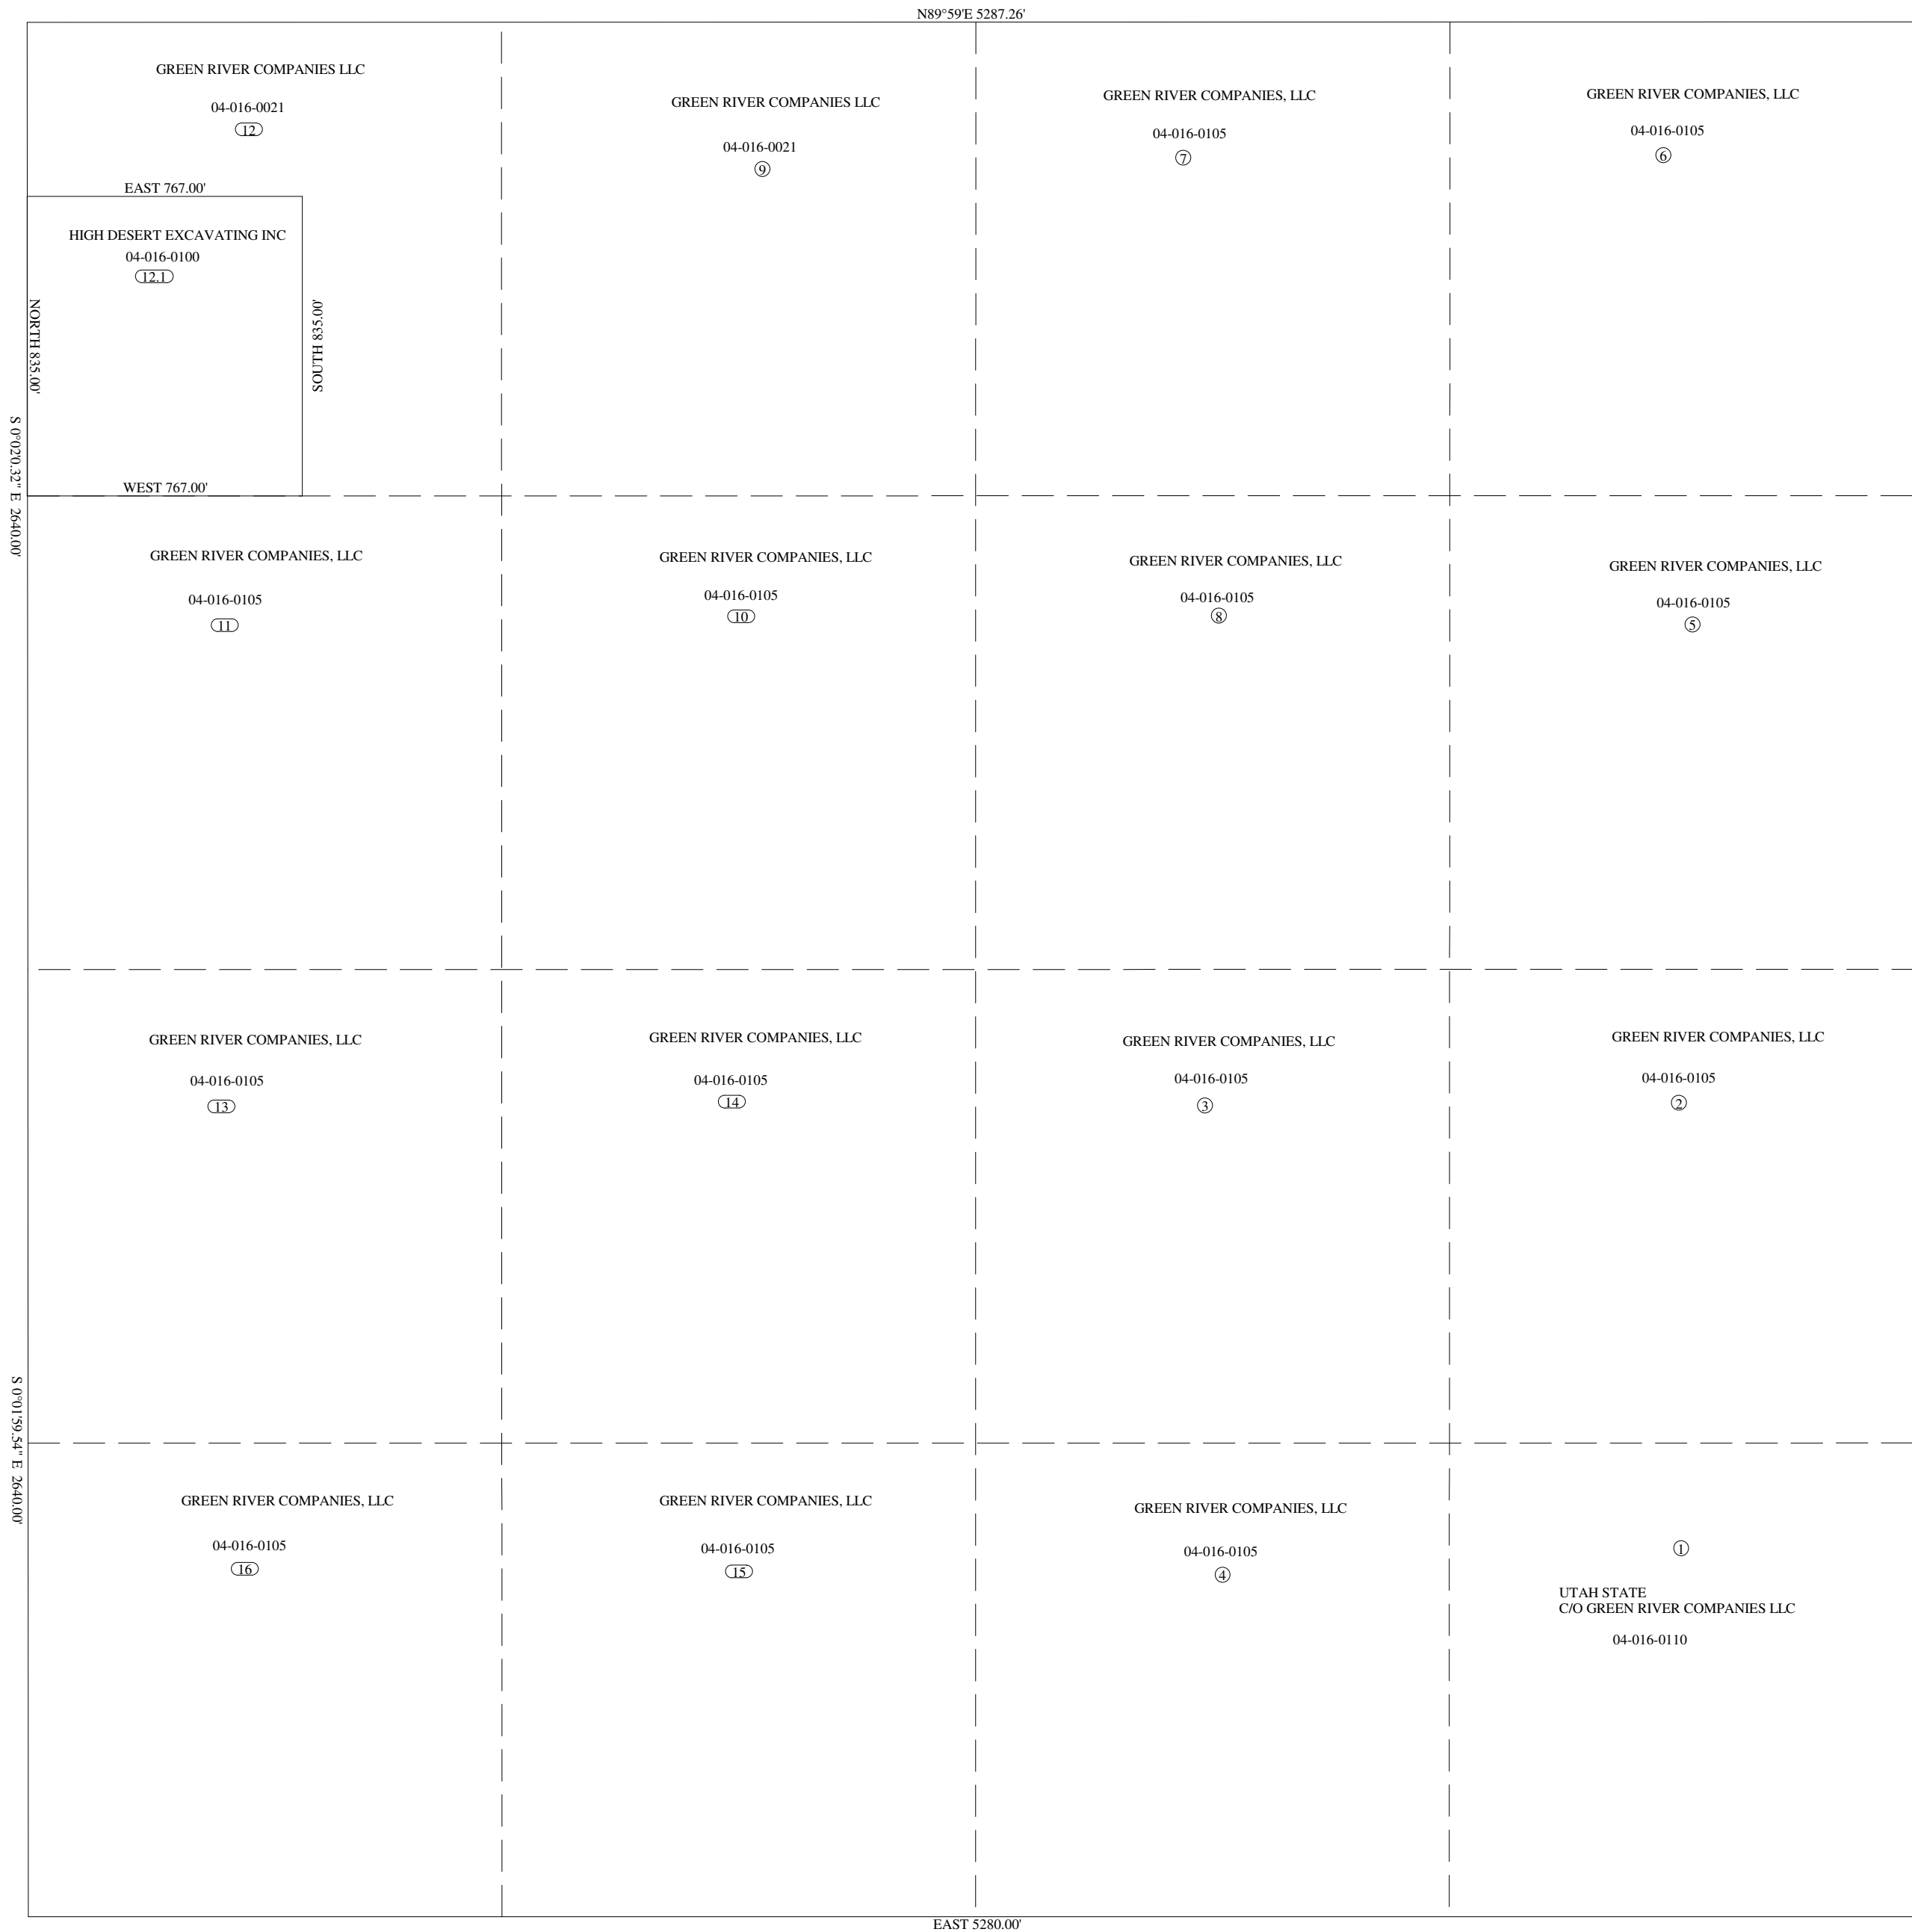 N89°59'E 5287.26'
GREEN RIVER COMPANIES LLC
04-016-0021
12
GREEN RIVER COMPANIES LLC
04-016-0021
9
GREEN RIVER COMPANIES, LLC
04-016-0105
7
GREEN RIVER COMPANIES, LLC
04-016-0105
6
EAST 767.00'
HIGH DESERT EXCAVATING INC
04-016-0100
12.1
NORTH 835.00'
SOUTH 835.00'
WEST 767.00'
S 0°02'0.32" E 2640.00'
GREEN RIVER COMPANIES, LLC
04-016-0105
11
GREEN RIVER COMPANIES, LLC
04-016-0105
10
GREEN RIVER COMPANIES, LLC
04-016-0105
8
GREEN RIVER COMPANIES, LLC
04-016-0105
5
GREEN RIVER COMPANIES, LLC
04-016-0105
13
GREEN RIVER COMPANIES, LLC
04-016-0105
14
GREEN RIVER COMPANIES, LLC
04-016-0105
3
GREEN RIVER COMPANIES, LLC
04-016-0105
2
S 0°01'59.54" E 2640.00'
GREEN RIVER COMPANIES, LLC
04-016-0105
16
GREEN RIVER COMPANIES, LLC
04-016-0105
15
GREEN RIVER COMPANIES, LLC
04-016-0105
4
1
UTAH STATE
C/O GREEN RIVER COMPANIES LLC
04-016-0110
EAST 5280.00'